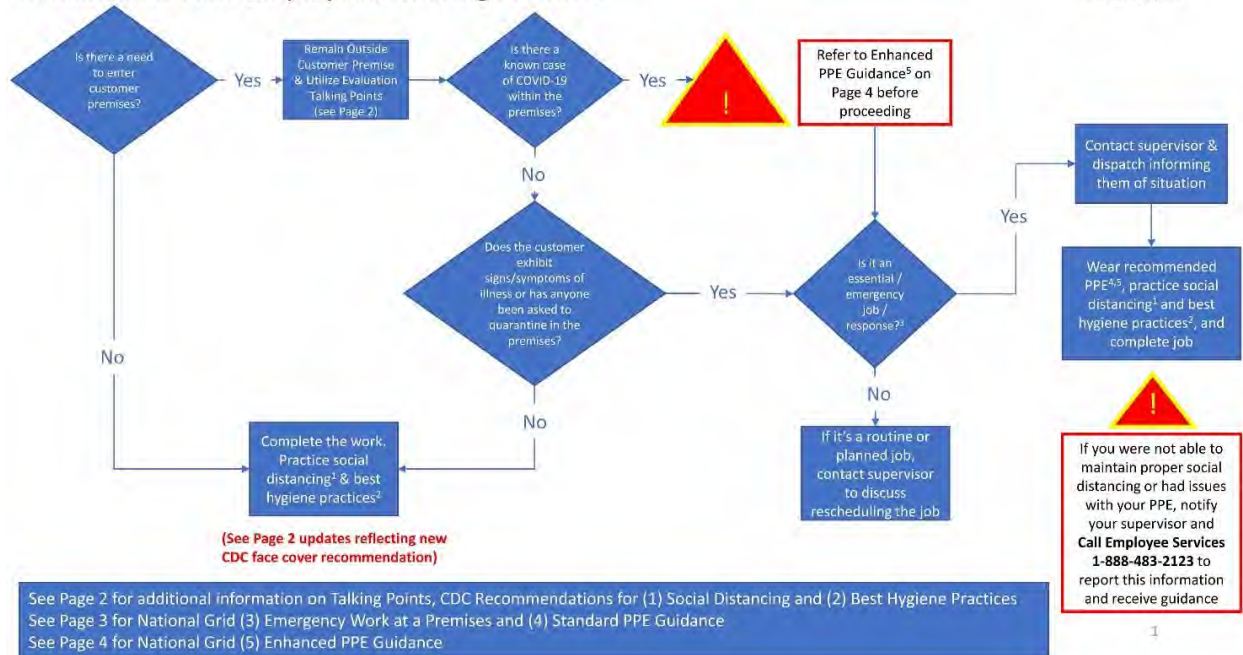 Is there a need
to enter
customer
premises?
Yes
Remain Outside
Customer Premise
& Utilize Evaluation
Talking Points
(see Page 2)
Is there a
known case
of COVID-19
within the
premises?
Yes
!
Refer to Enhanced
PPE Guidance⁵ on
Page 4 before
proceeding
No
No
Does the customer
exhibit
signs/symptoms of
illness or has anyone
been asked to
quarantine in the
premises?
Yes
Is it an
essential /
emergency
job /
response?³
Yes
Contact supervisor &
dispatch informing
them of situation
Wear recommended
PPE⁴,⁵, practice social
distancing¹ and best
hygiene practices², and
complete job
No
No
Complete the work.
Practice social
distancing¹ & best
hygiene practices²
(See Page 2 updates reflecting new
CDC face cover recommendation)
If it's a routine or
planned job,
contact supervisor
to discuss
rescheduling the job
!
If you were not able to
maintain proper social
distancing or had issues
with your PPE, notify
your supervisor and
Call Employee Services
1-888-483-2123 to
report this information
and receive guidance
See Page 2 for additional information on Talking Points, CDC Recommendations for (1) Social Distancing and (2) Best Hygiene Practices
See Page 3 for National Grid (3) Emergency Work at a Premises and (4) Standard PPE Guidance
See Page 4 for National Grid (5) Enhanced PPE Guidance
1